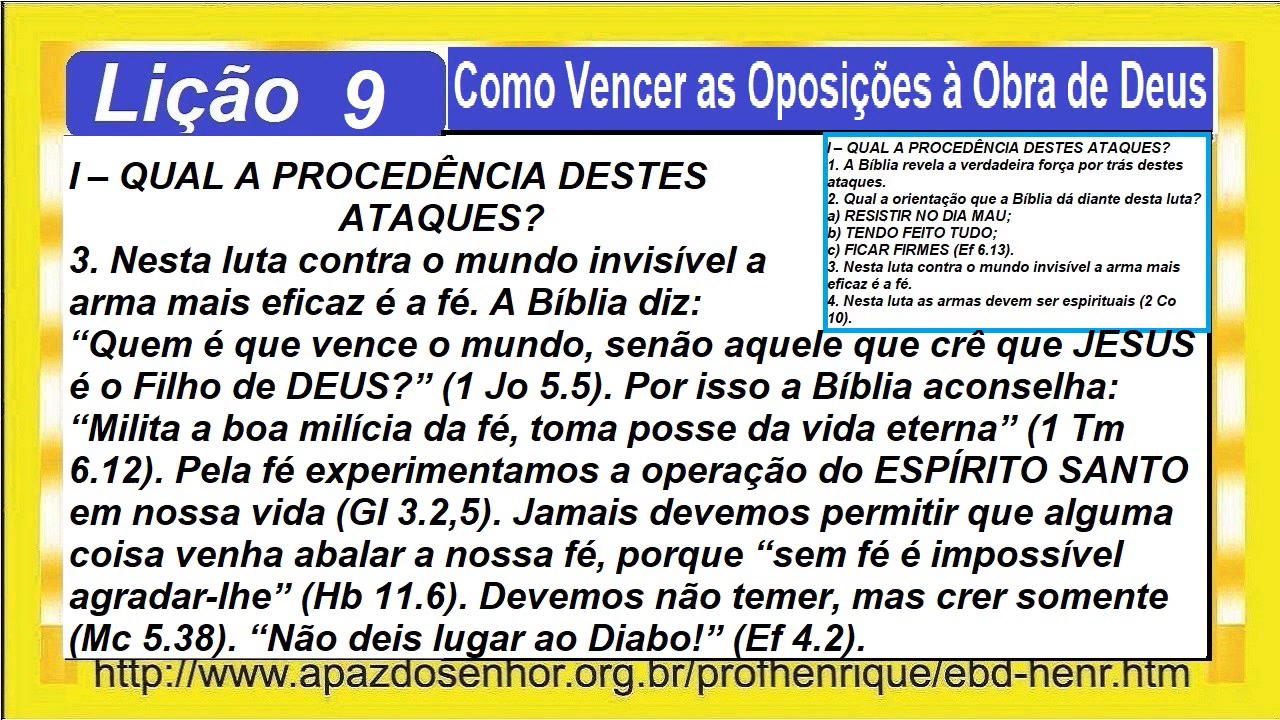 Lição 9
Como Vencer as Oposições à Obra de Deus
I – QUAL A PROCEDÊNCIA DESTES
ATAQUES?
3. Nesta luta contra o mundo invisível a
arma mais eficaz é a fé. A Bíblia diz:
“Quem é que vence o mundo, senão aquele que crê que JESUS
é o Filho de DEUS?” (1 Jo 5.5). Por isso a Bíblia aconselha:
“Milita a boa milícia da fé, toma posse da vida eterna” (1 Tm
6.12). Pela fé experimentamos a operação do ESPÍRITO SANTO
em nossa vida (Gl 3.2,5). Jamais devemos permitir que alguma
coisa venha abalar a nossa fé, porque “sem fé é impossível
agradar-lhe” (Hb 11.6). Devemos não temer, mas crer somente
(Mc 5.38). “Não deis lugar ao Diabo!” (Ef 4.2).
I – QUAL A PROCEDÊNCIA DESTES ATAQUES?
1. A Bíblia revela a verdadeira força por trás destes
ataques.
2. Qual a orientação que a Bíblia dá diante desta luta?
a) RESISTIR NO DIA MAU;
b) TENDO FEITO TUDO;
c) FICAR FIRMES (Ef 6.13).
3. Nesta luta contra o mundo invisível a arma mais
eficaz é a fé.
4. Nesta luta as armas devem ser espirituais (2 Co
10).
http://www.apazdosenhor.org.br/profhenrique/ebd-henr.htm